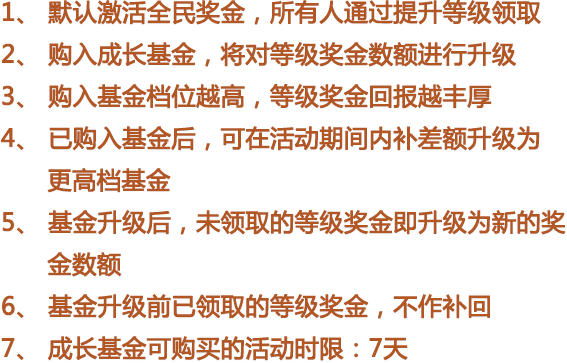 1、 默认激活全民奖金，所有人通过提升等级领取
2、 购入成长基金，将对等级奖金数额进行升级
3、 购入基金档位越高，等级奖金回报越丰厚
4、 已购入基金后，可在活动期间内补差额升级为
更高档基金
5、 基金升级后，未领取的等级奖金即升级为新的奖
金数额
6、 基金升级前已领取的等级奖金，不作补回
7、 成长基金可购买的活动时限：7天